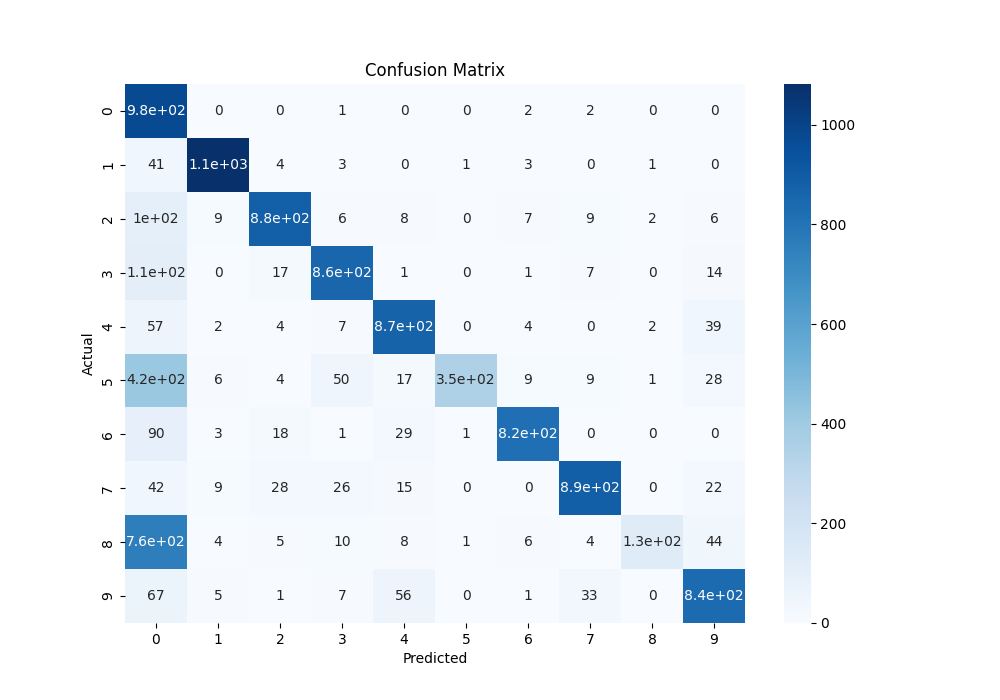 Confusion Matrix
0 9.8e+02 0 0 1 0 0 2 2 0 0
1 41 1.1e+03 4 3 0 1 3 0 1 0
2 1e+02 9 8.8e+02 6 8 0 7 9 2 6
3 1.1e+02 0 17 8.6e+02 1 0 1 7 0 14
4 57 2 4 7 8.7e+02 0 4 0 2 39
5 4.2e+02 6 4 50 17 3.5e+02 9 9 1 28
6 90 3 18 1 29 1 8.2e+02 0 0 0
7 42 9 28 26 15 0 0 8.9e+02 0 22
8 7.6e+02 4 5 10 8 1 6 4 1.3e+02 44
9 67 5 1 7 56 0 1 33 0 8.4e+02
0 1 2 3 4 5 6 7 8 9
Predicted
Actual
1000
800
600
400
200
0